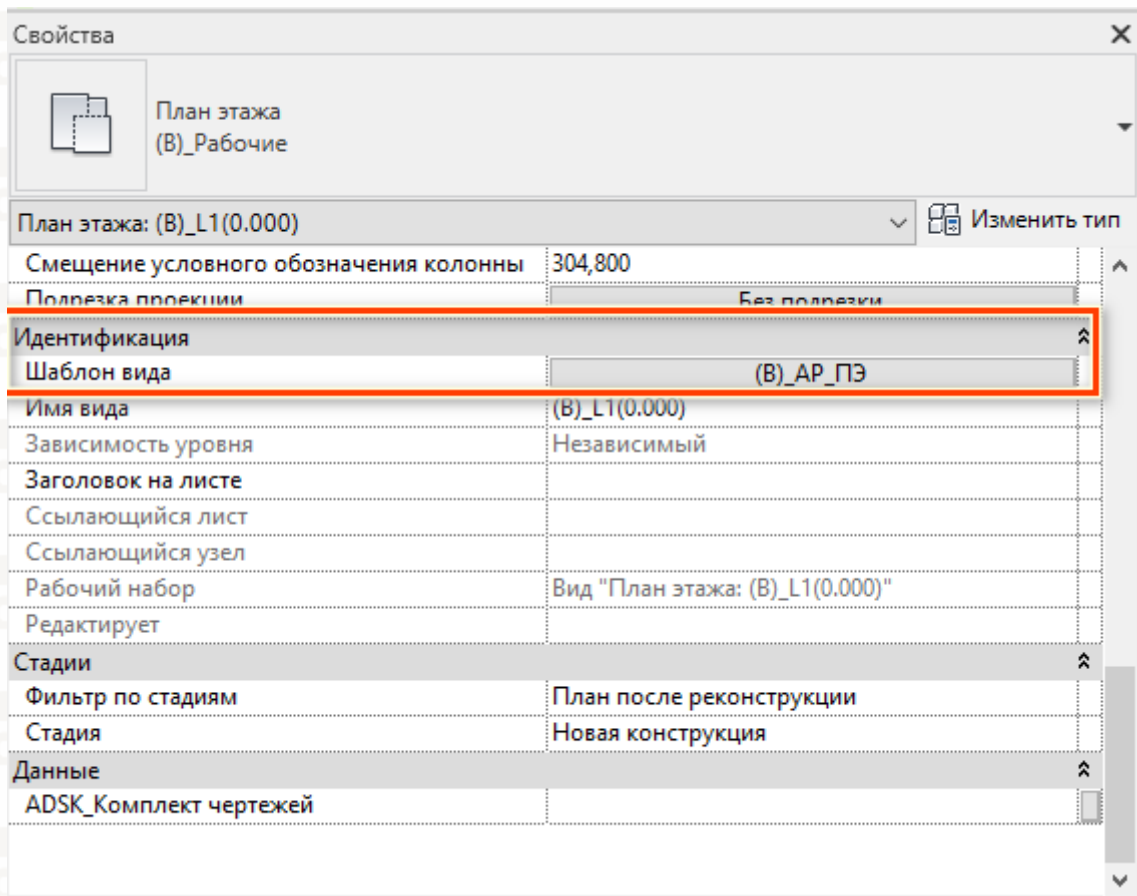 Свойства
План этажа
(В)_Рабочие
План этажа: (В)_L1(0.000)
Изменить тип
Смещение условного обозначения колонны 304,800
Подрезка проекции Без подрезки
Идентификация
Шаблон вида (В)_АР_ПЭ
Имя вида (В)_L1(0.000)
Зависимость уровня Независимый
Заголовок на листе
Ссылающийся лист
Ссылающийся узел
Рабочий набор Вид "План этажа: (В)_L1(0.000)"
Редактирует
Стадии
Фильтр по стадиям План после реконструкции
Стадия Новая конструкция
Данные
ADSK_Комплект чертежей